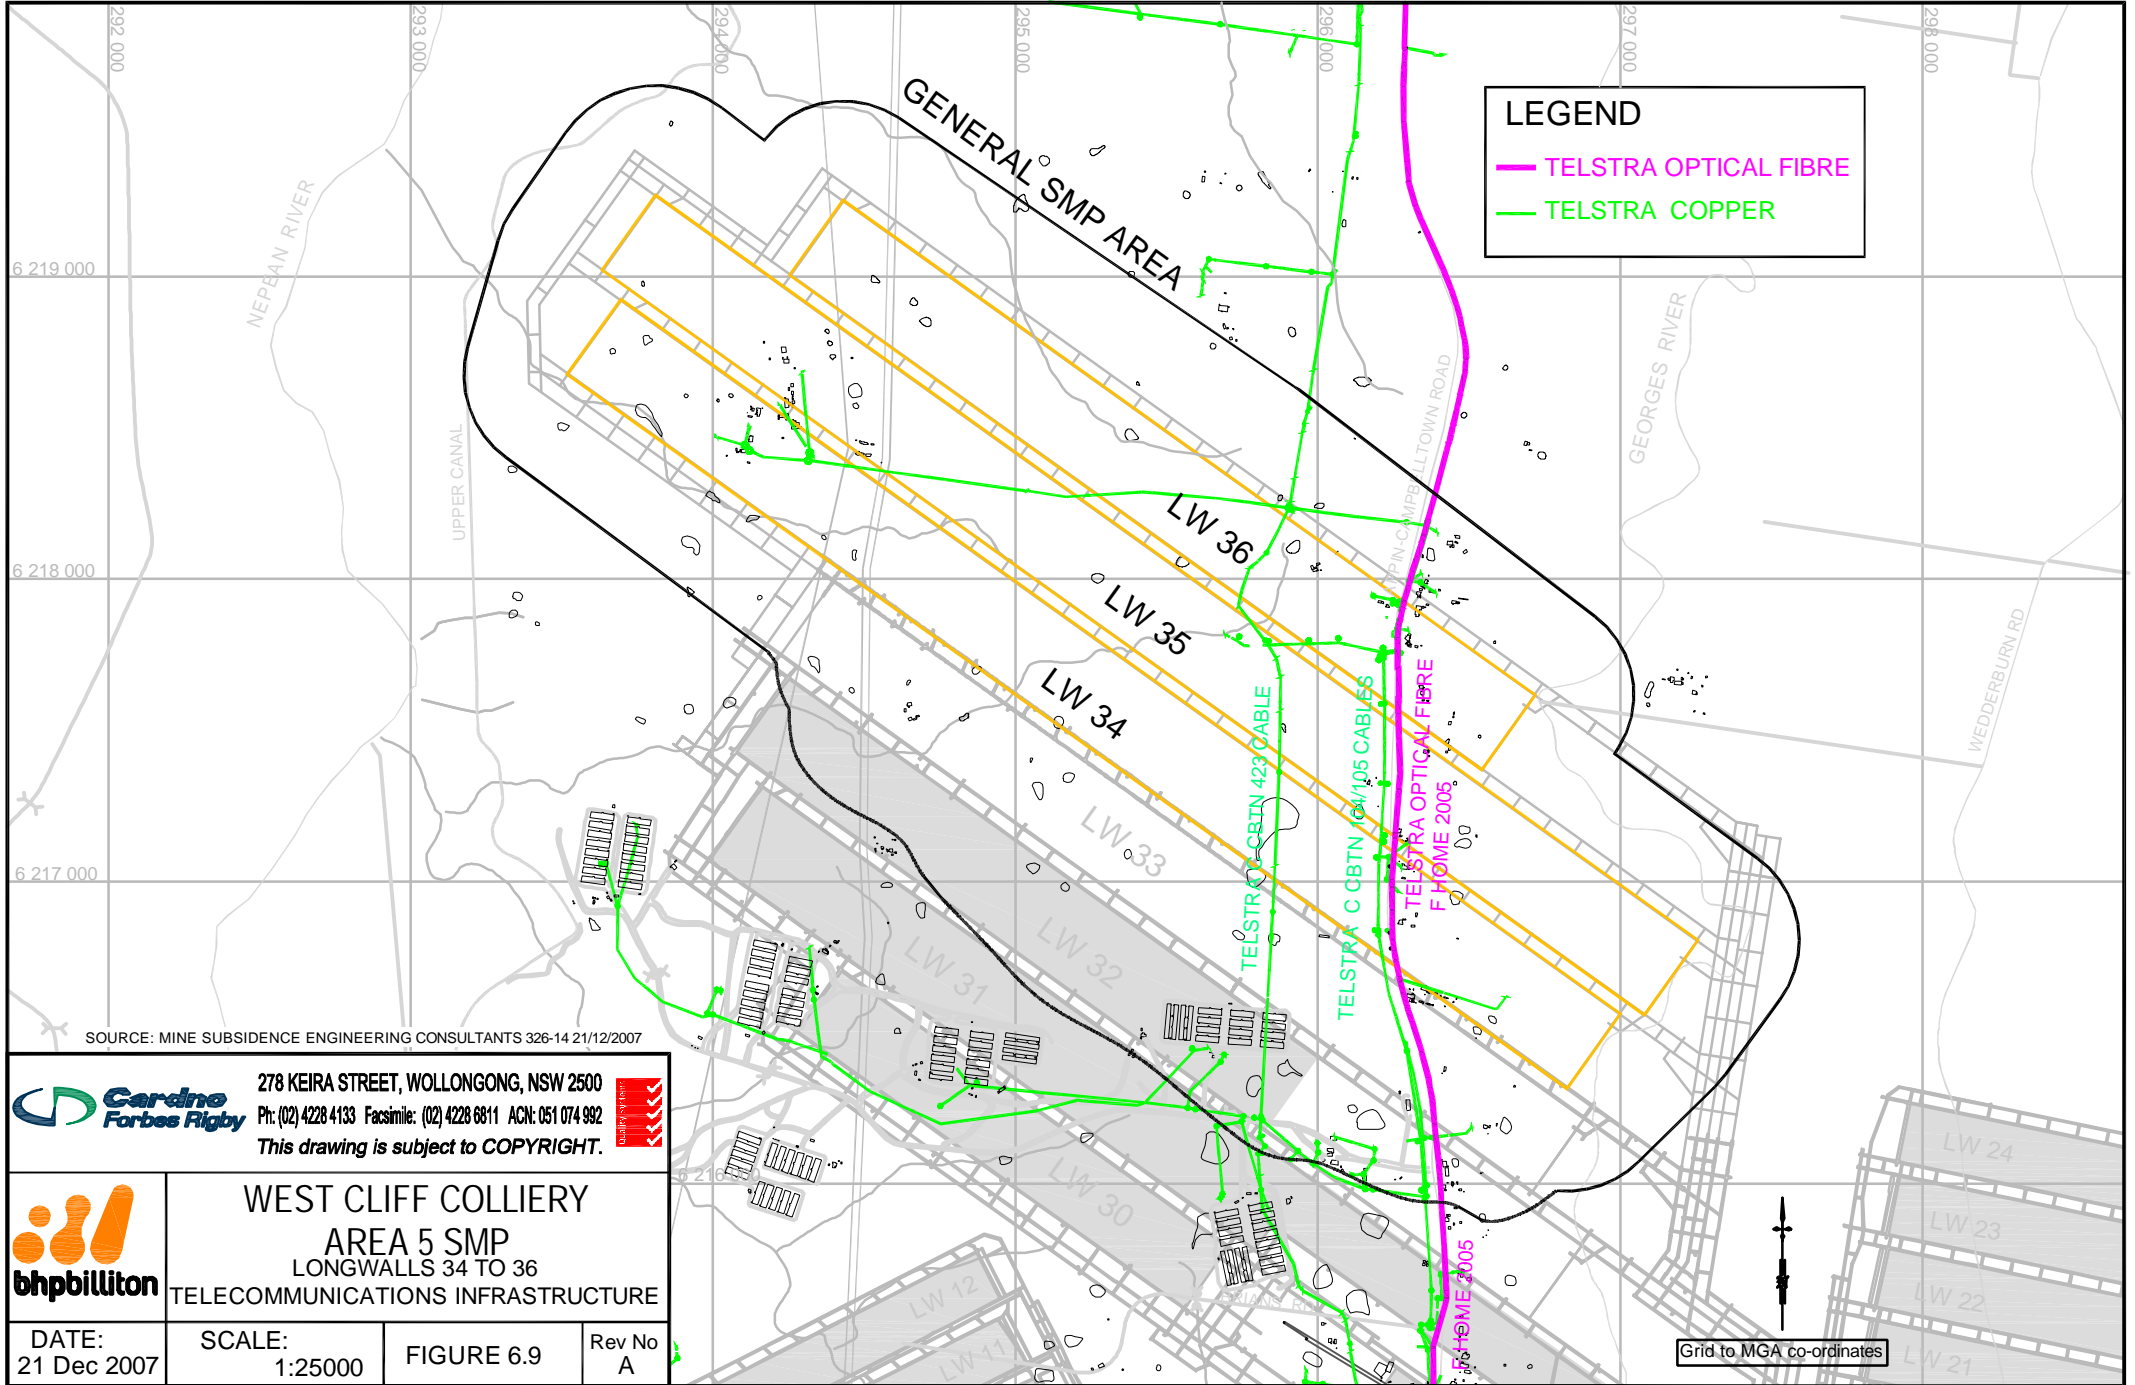 292 000
293 000
294 000
295 000
296 000
297 000
298 000
GENERAL SMP AREA
LEGEND
TELSTRA OPTICAL FIBRE
TELSTRA COPPER
NEPEAN RIVER
6 219 000
UPPER CANAL
GEORGES RIVER
6 218 000
LW 36
LW 35
LW 34
LW 33
LW 32
LW 31
LW 30
WEDDERBURN RD
TELSTRA C CBTN 423 CABLE
TELSTRA C CBTN 104/105 CABLES
TELSTRA OPTICAL FIBRE
F HOME 2005
6 217 000
F HOME 2005
LW 12
LW 11
LW 24
LW 23
LW 22
LW 21
Grid to MGA co-ordinates
SOURCE: MINE SUBSIDENCE ENGINEERING CONSULTANTS 326-14 21/12/2007
Cardno
Forbes Rigby
278 KEIRA STREET, WOLLONGONG, NSW 2500
Ph: (02) 4228 4133 Facsimile: (02) 4228 6811 ACN: 051 074 992
This drawing is subject to COPYRIGHT.
bhpbilliton
WEST CLIFF COLLIERY
AREA 5 SMP
LONGWALLS 34 TO 36
TELECOMMUNICATIONS INFRASTRUCTURE
DATE:
21 Dec 2007
SCALE:
1:25000
FIGURE 6.9
Rev No
A